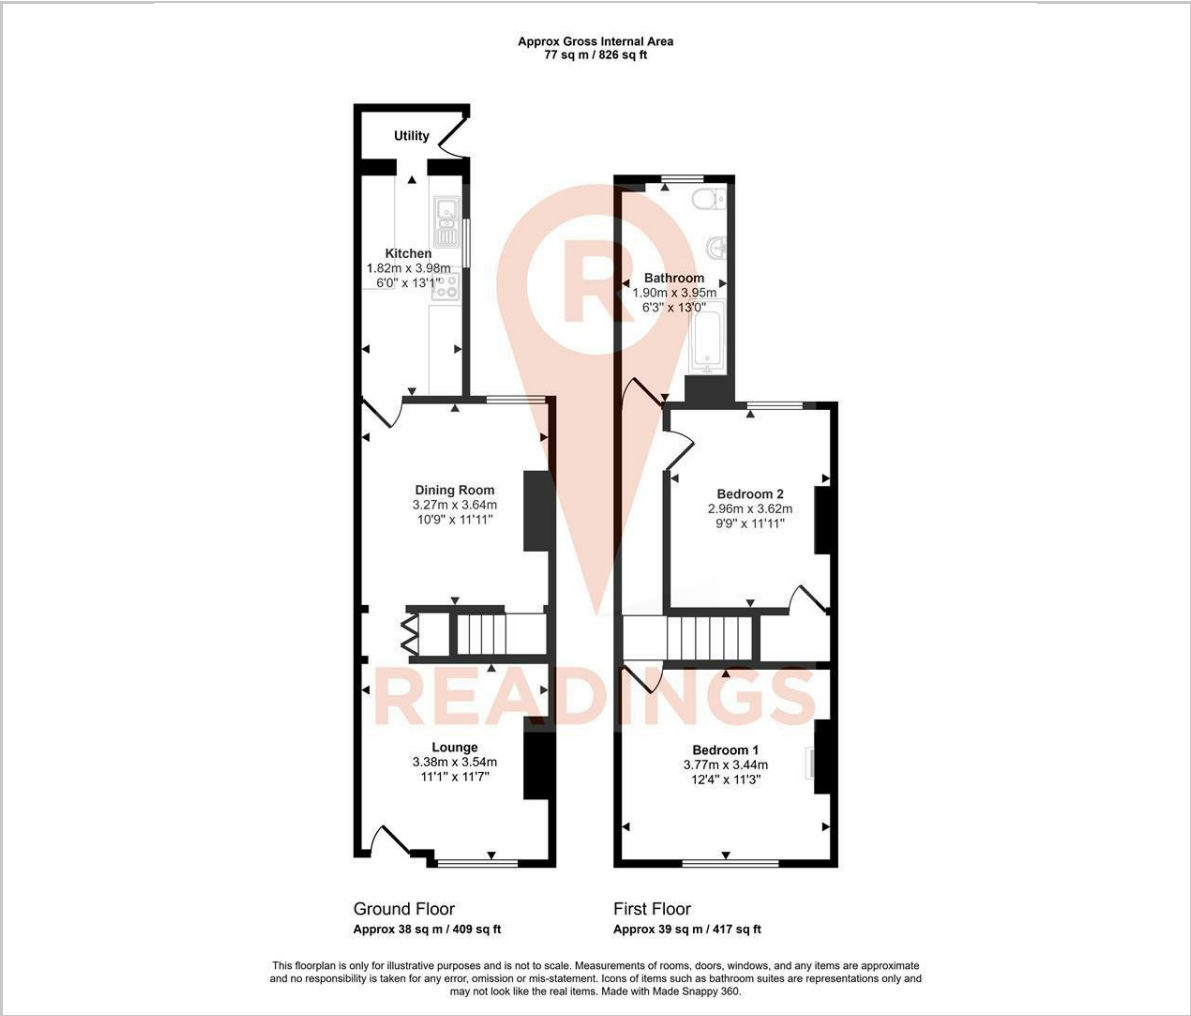 Approx Gross Internal Area
77 sq m / 826 sq ft
Utility
Kitchen
1.82m x 3.98m
6'0" x 13'1"
Dining Room
3.27m x 3.64m
10'9" x 11'11"
Lounge
3.38m x 3.54m
11'1" x 11'7"
Bathroom
1.90m x 3.95m
6'3" x 13'0"
Bedroom 2
2.96m x 3.62m
9'9" x 11'11"
Bedroom 1
3.77m x 3.44m
12'4" x 11'3"
R
READINGS
Ground Floor
Approx 38 sq m / 409 sq ft
First Floor
Approx 39 sq m / 417 sq ft
This floorplan is only for illustrative purposes and is not to scale. Measurements of rooms, doors, windows, and any items are approximate
and no responsibility is taken for any error, omission or mis-statement. Icons of items such as bathroom suites are representations only and
may not look like the real items. Made with Made Snappy 360.